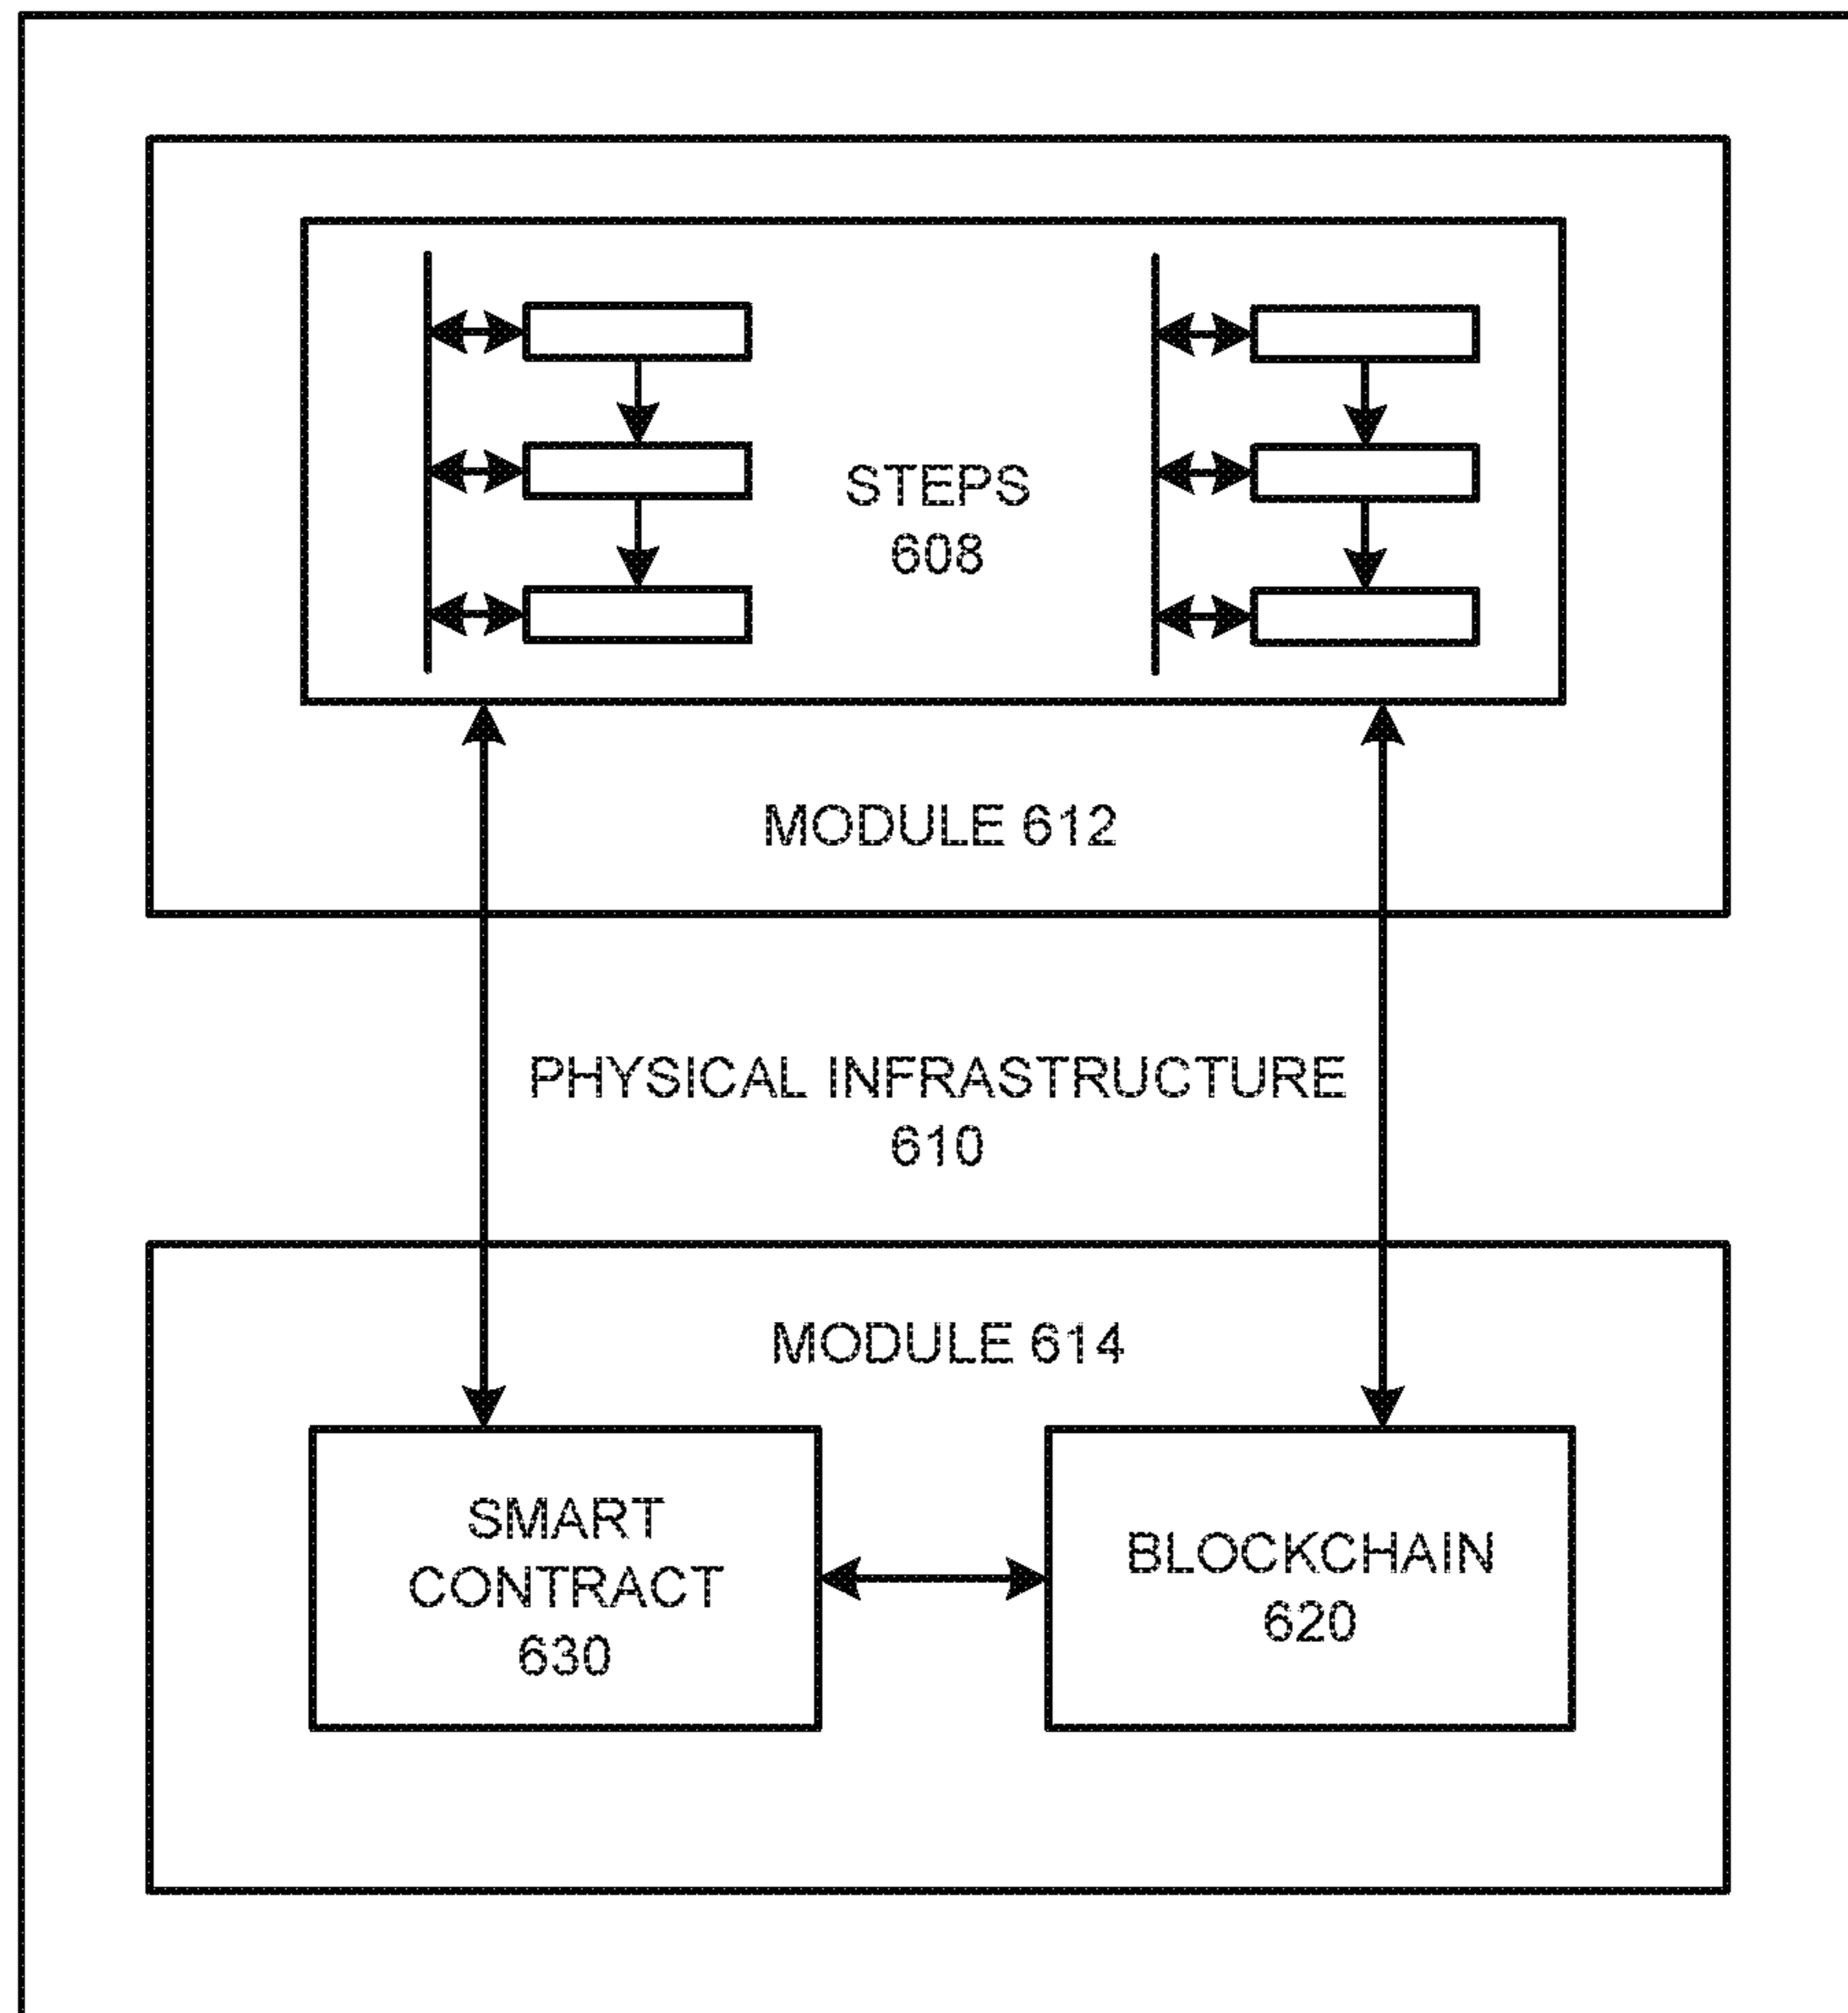 STEPS
608
MODULE 612
PHYSICAL INFRASTRUCTURE
610
MODULE 614
SMART
CONTRACT
630
BLOCKCHAIN
620